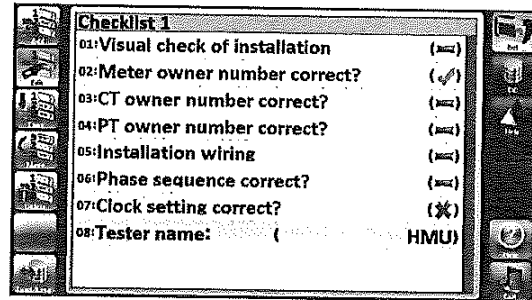 Checklist 1
01:Visual check of installation (▬)
02:Meter owner number correct? (✓)
03:CT owner number correct? (▬)
04:PT owner number correct? (▬)
05:Installation wiring (▬)
06:Phase sequence correct? (▬)
07:Clock setting correct? (✗)
08:Tester name: ( HMU)